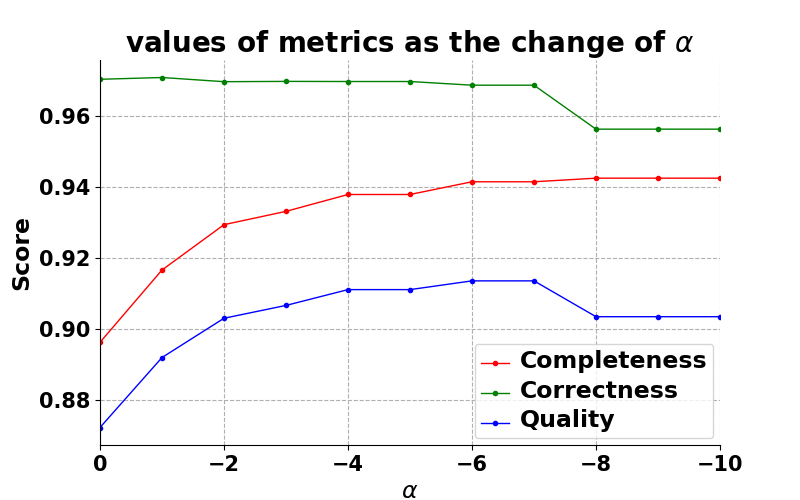 values of metrics as the change of α
0.96
0.94
0.92
0.90
0.88
Score
0
−2
−4
−6
−8
−10
α
Completeness
Correctness
Quality